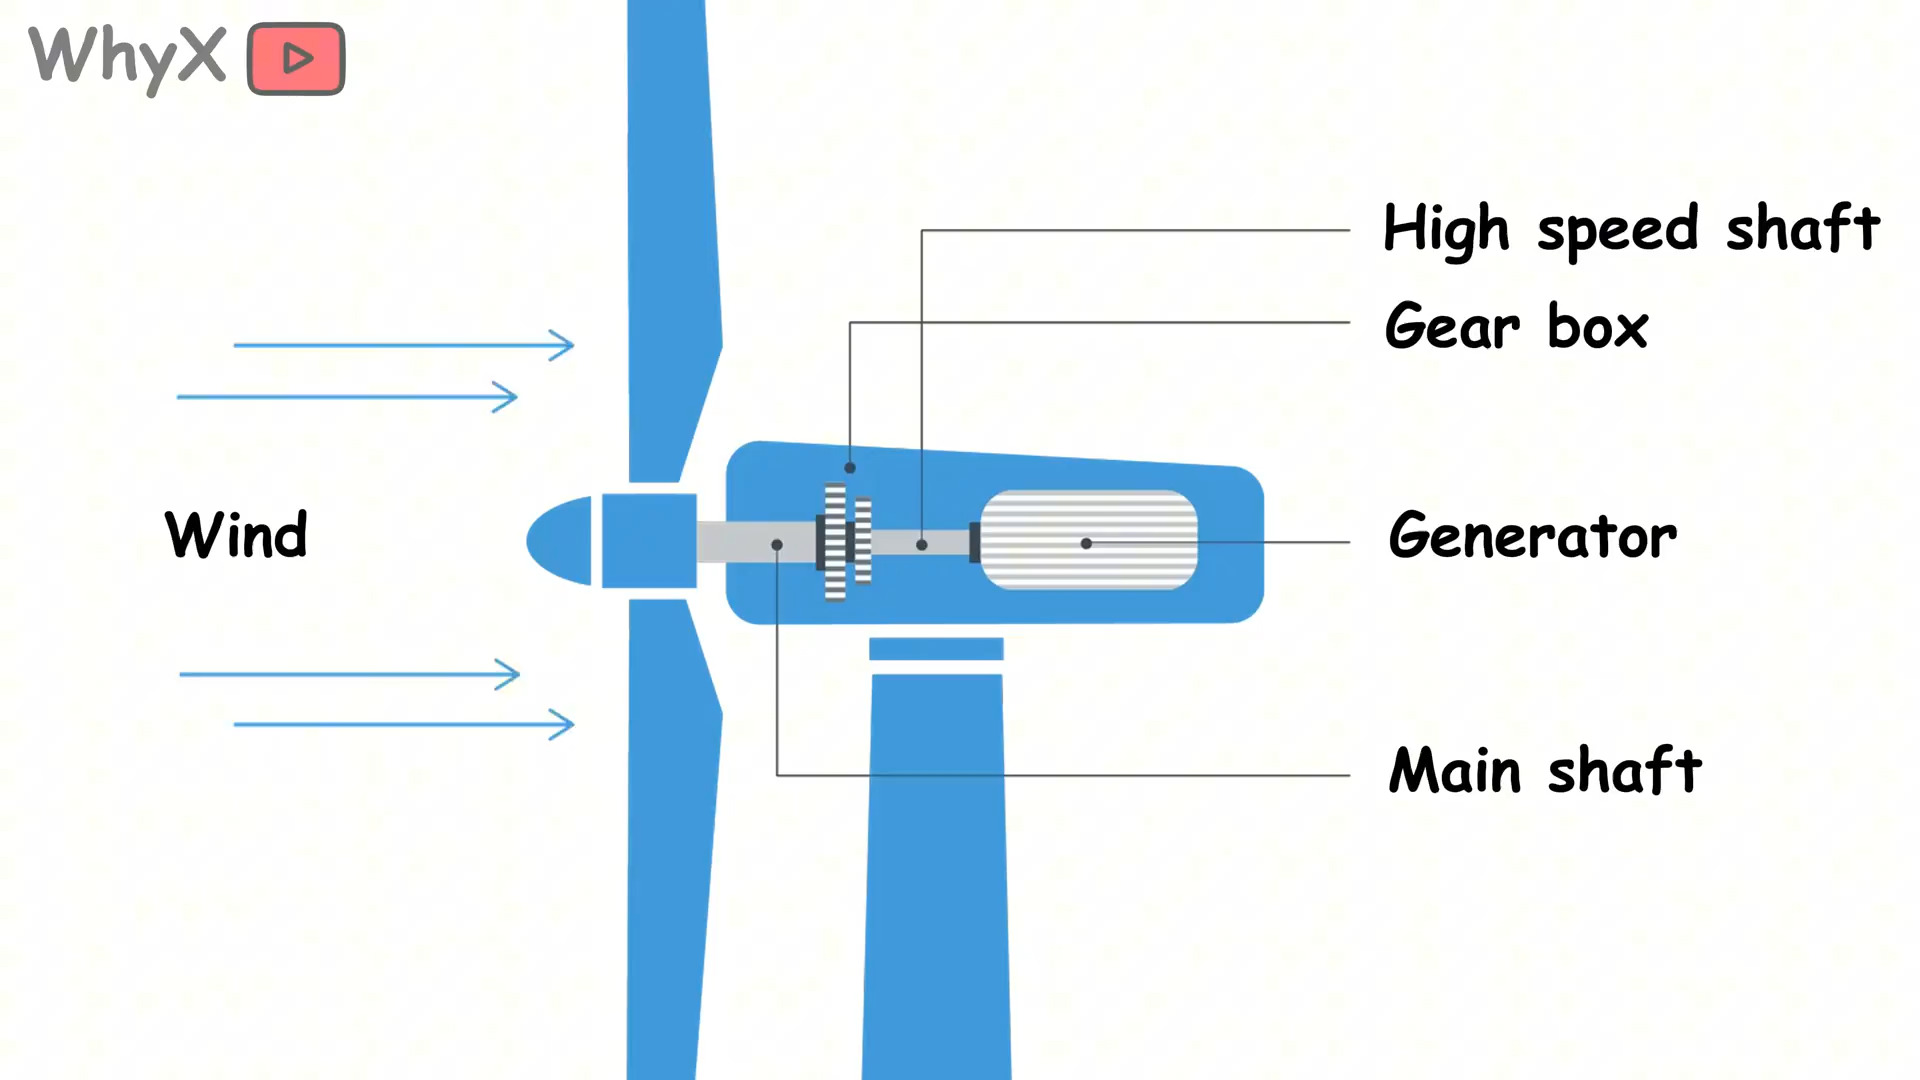 WhyX
High speed shaft
Gear box
Wind
Generator
Main shaft